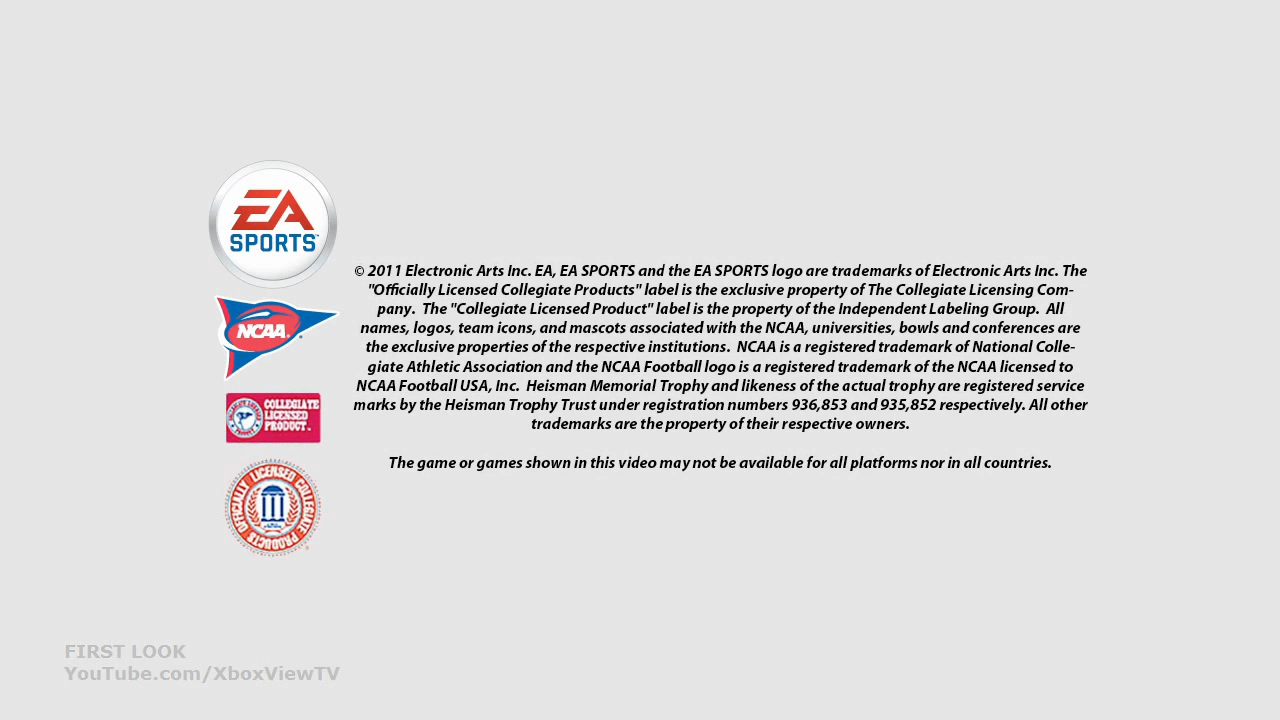 EA
SPORTS
NCAA
COLLEGIATE
LICENSED
PRODUCT
OFFICIALLY LICENSED COLLEGIATE PRODUCTS
© 2011 Electronic Arts Inc. EA, EA SPORTS and the EA SPORTS logo are trademarks of Electronic Arts Inc. The
"Officially Licensed Collegiate Products" label is the exclusive property of The Collegiate Licensing Com-
pany.  The "Collegiate Licensed Product" label is the property of the Independent Labeling Group.  All
names, logos, team icons, and mascots associated with the NCAA, universities, bowls and conferences are
the exclusive properties of the respective institutions.  NCAA is a registered trademark of National Colle-
giate Athletic Association and the NCAA Football logo is a registered trademark of the NCAA licensed to
NCAA Football USA, Inc.  Heisman Memorial Trophy and likeness of the actual trophy are registered service
marks by the Heisman Trophy Trust under registration numbers 936,853 and 935,852 respectively. All other
trademarks are the property of their respective owners.
The game or games shown in this video may not be available for all platforms nor in all countries.
FIRST LOOK
YouTube.com/XboxViewTV